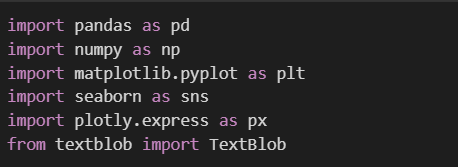 import pandas as pd
import numpy as np
import matplotlib.pyplot as plt
import seaborn as sns
import plotly.express as px
from textblob import TextBlob